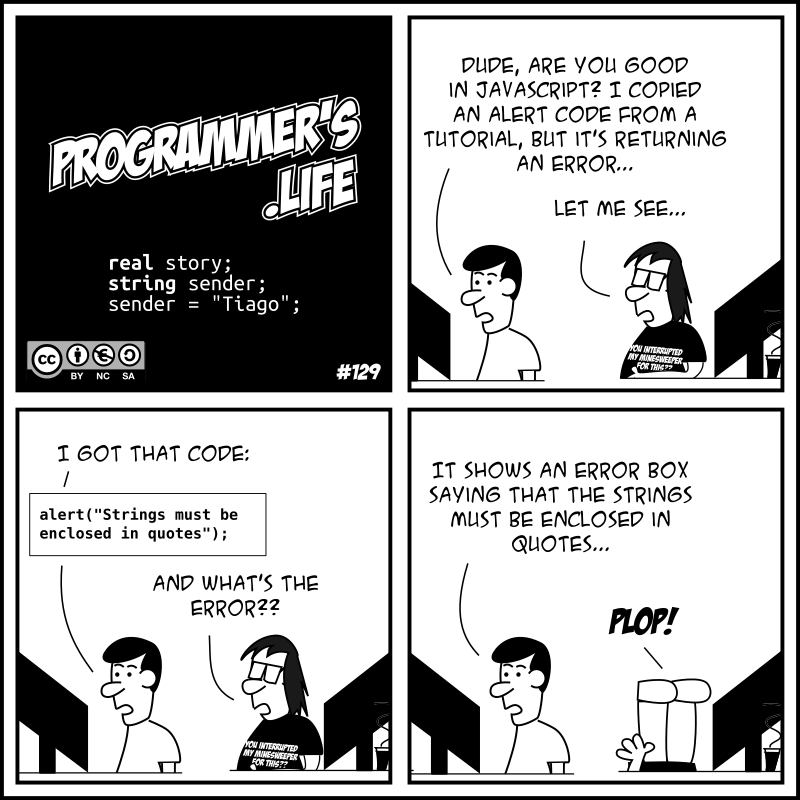 PROGRAMMER'S
.LIFE
real story;
string sender;
sender = "Tiago";
cc
BY NC SA
#129
DUDE, ARE YOU GOOD
IN JAVASCRIPT? I COPIED
AN ALERT CODE FROM A
TUTORIAL, BUT IT'S RETURNING
AN ERROR...
LET ME SEE...
YOU INTERRUPTED
MY MINESWEEPER
FOR THIS??
I GOT THAT CODE:
alert("Strings must be
enclosed in quotes");
AND WHAT'S THE
ERROR??
YOU INTERRUPTED
MY MINESWEEPER
FOR THIS??
IT SHOWS AN ERROR BOX
SAYING THAT THE STRINGS
MUST BE ENCLOSED IN
QUOTES...
PLOP!